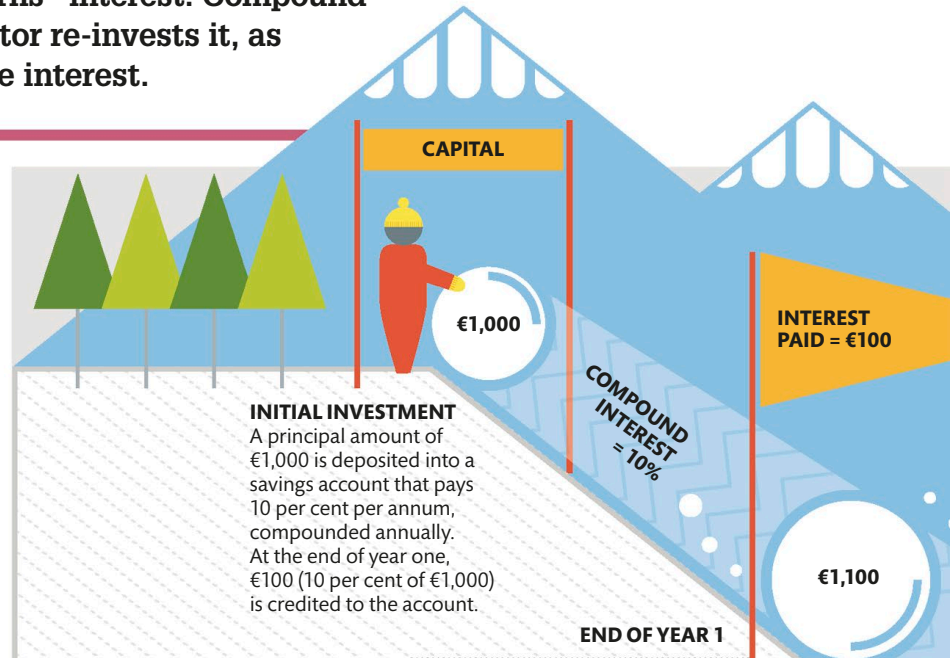 interest. Compound
tor re-invests it, as
e interest.
CAPITAL
€1,000
INTEREST
PAID = €100
COMPOUND
INTEREST
= 10%
INITIAL INVESTMENT
A principal amount of
€1,000 is deposited into a
savings account that pays
10 per cent per annum,
compounded annually.
At the end of year one,
€100 (10 per cent of €1,000)
is credited to the account.
€1,100
END OF YEAR 1